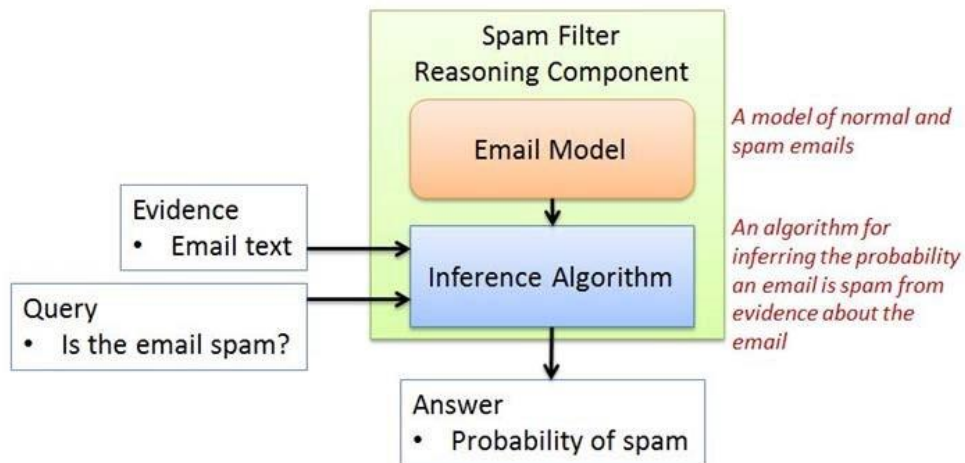 Spam Filter
Reasoning Component
Email Model
A model of normal and
spam emails
Evidence
• Email text
Inference Algorithm
An algorithm for
inferring the probability
an email is spam from
evidence about the
email
Query
• Is the email spam?
Answer
• Probability of spam